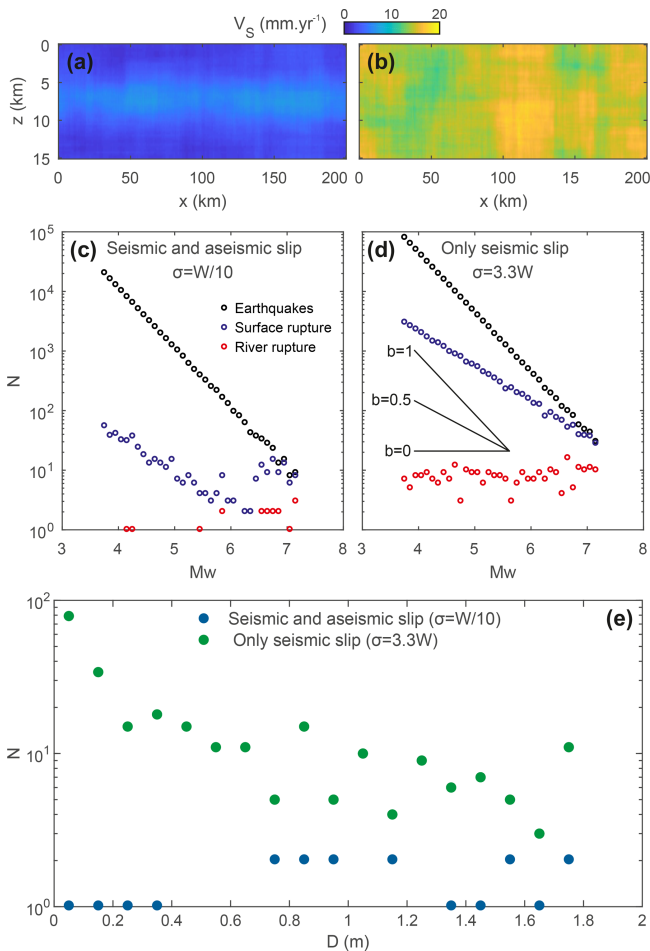 V_S (mm.yr⁻¹)
0 10 20
(a)
(b)
z (km)
0
5
10
15
0 50 100 150 200
x (km)
0 50 100 15 200
x (km)
(c) Seismic and aseismic slip
σ=W/10
Earthquakes
Surface rupture
River rupture
N
10⁵
10⁴
10³
10²
10¹
10⁰
3 4 5 6 7 8
Mw
(d) Only seismic slip
σ=3.3W
b=1
b=0.5
b=0
3 4 5 6 7 8
Mw
(e)
Seismic and aseismic slip (σ=W/10)
Only seismic slip (σ=3.3W)
N
10²
10¹
10⁰
0 0.2 0.4 0.6 0.8 1 1.2 1.4 1.6 1.8 2
D (m)